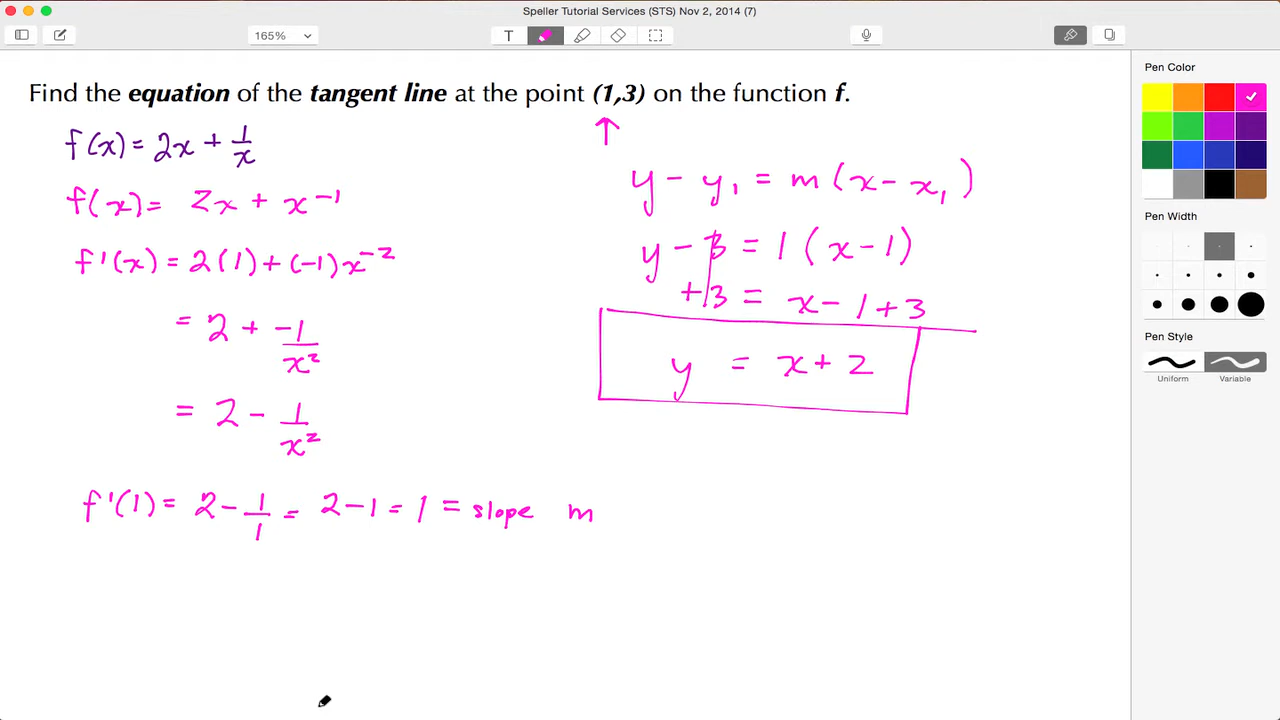 Speller Tutorial Services (STS) Nov 2, 2014 (7)
165%
T
Find the equation of the tangent line at the point (1,3) on the function f.
f(x) = 2x + 1/x
f(x) = 2x + x⁻¹
f'(x) = 2(1) + (-1)x⁻²
= 2 + -1/x²
= 2 - 1/x²
f'(1) = 2 - 1/1 = 2 - 1 = 1 = slope m
↑
y - y₁ = m(x - x₁)
y - 3 = 1(x - 1)
+3 = x - 1 + 3
y = x + 2
Pen Color
Pen Width
Pen Style
Uniform Variable